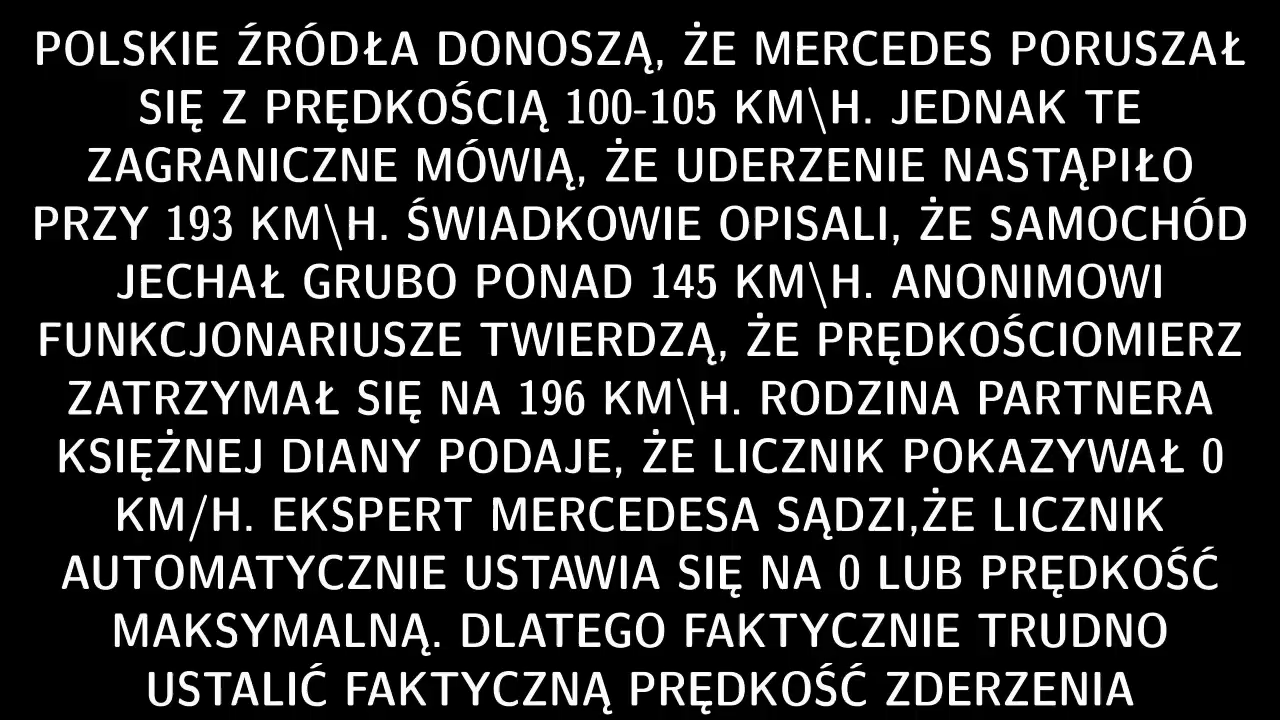 POLSKIE ŹRÓDŁA DONOSZĄ, ŻE MERCEDES PORUSZAŁ
SIĘ Z PRĘDKOŚCIĄ 100-105 KM\H. JEDNAK TE
ZAGRANICZNE MÓWIĄ, ŻE UDERZENIE NASTĄPIŁO
PRZY 193 KM\H. ŚWIADKOWIE OPISALI, ŻE SAMOCHÓD
JECHAŁ GRUBO PONAD 145 KM\H. ANONIMOWI
FUNKCJONARIUSZE TWIERDZĄ, ŻE PRĘDKOŚCIOMIERZ
ZATRZYMAŁ SIĘ NA 196 KM\H. RODZINA PARTNERA
KSIĘŻNEJ DIANY PODAJE, ŻE LICZNIK POKAZYWAŁ 0
KM/H. EKSPERT MERCEDESA SĄDZI,ŻE LICZNIK
AUTOMATYCZNIE USTAWIA SIĘ NA 0 LUB PRĘDKOŚĆ
MAKSYMALNĄ. DLATEGO FAKTYCZNIE TRUDNO
USTALIĆ FAKTYCZNĄ PRĘDKOŚĆ ZDERZENIA